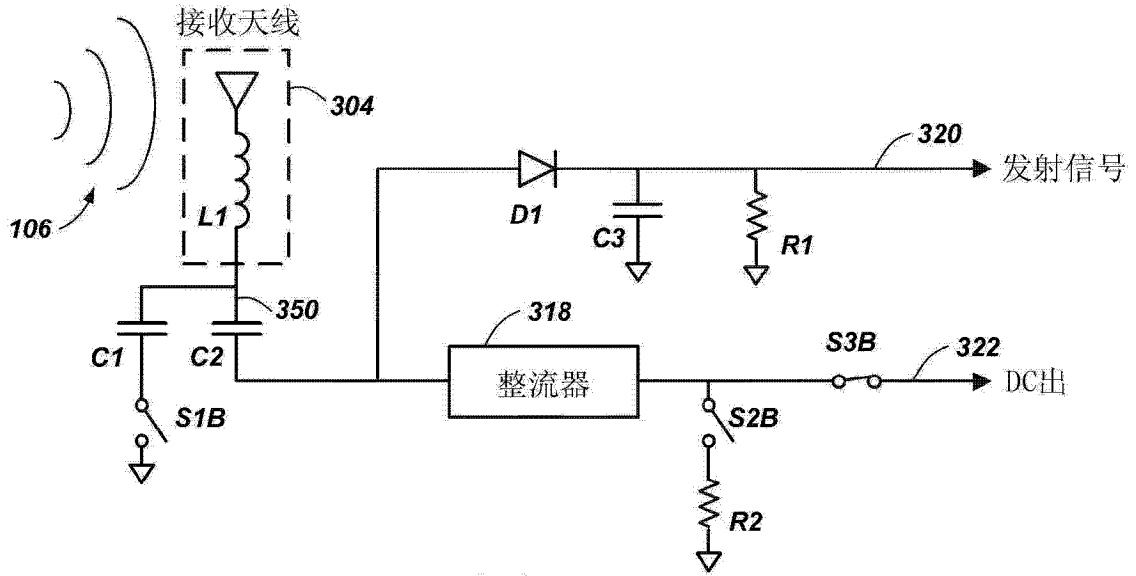 接收天线
304
106
L1
350
C1
C2
S1B
D1
C3
R1
320
发射信号
318
整流器
S3B
322
DC出
S2B
R2